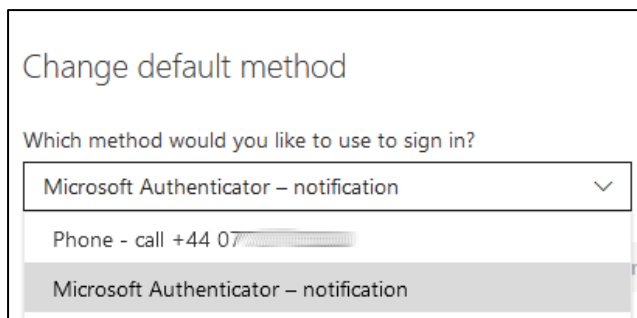 Change default method
Which method would you like to use to sign in?
Microsoft Authenticator – notification
Phone - call +44 07
Microsoft Authenticator – notification